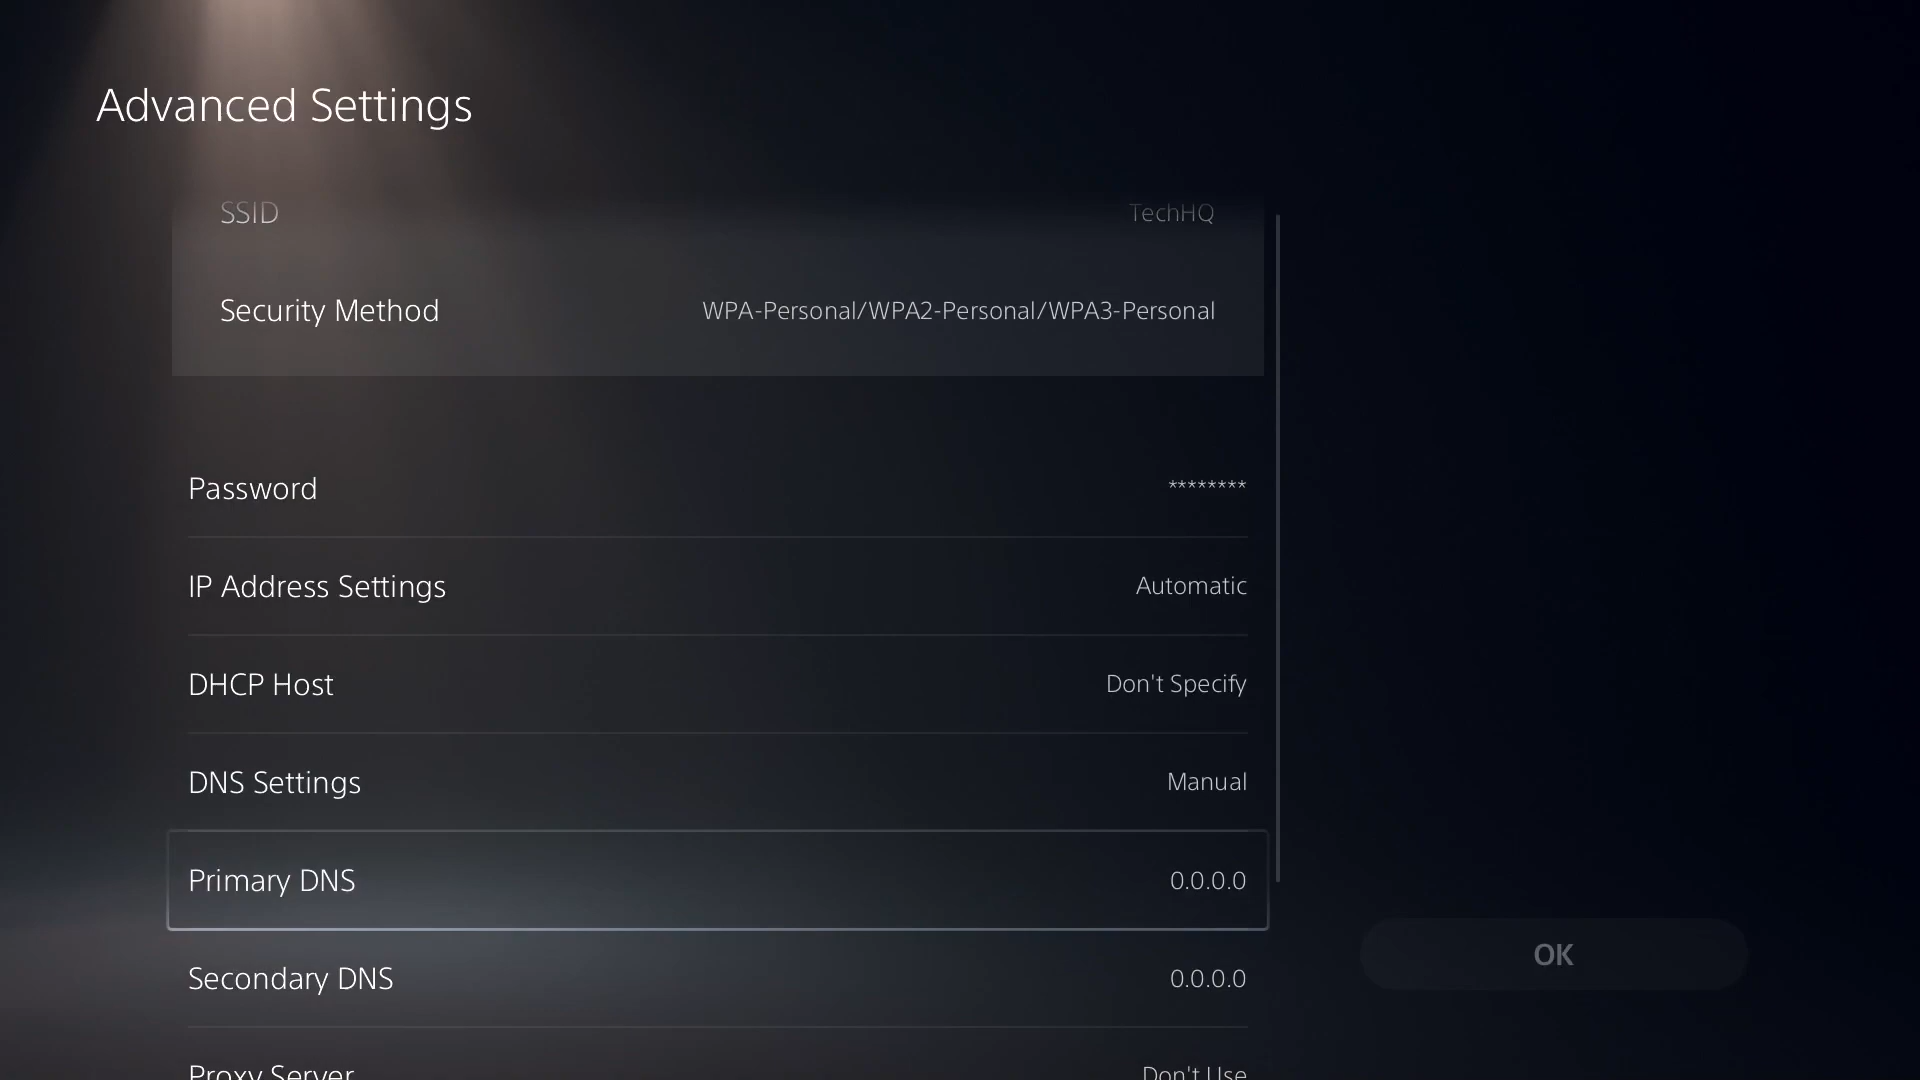 Advanced Settings
SSID TechHQ
Security Method WPA-Personal/WPA2-Personal/WPA3-Personal
Password ********
IP Address Settings Automatic
DHCP Host Don't Specify
DNS Settings Manual
Primary DNS 0.0.0.0
Secondary DNS 0.0.0.0
OK
Proxy Server Don't Use